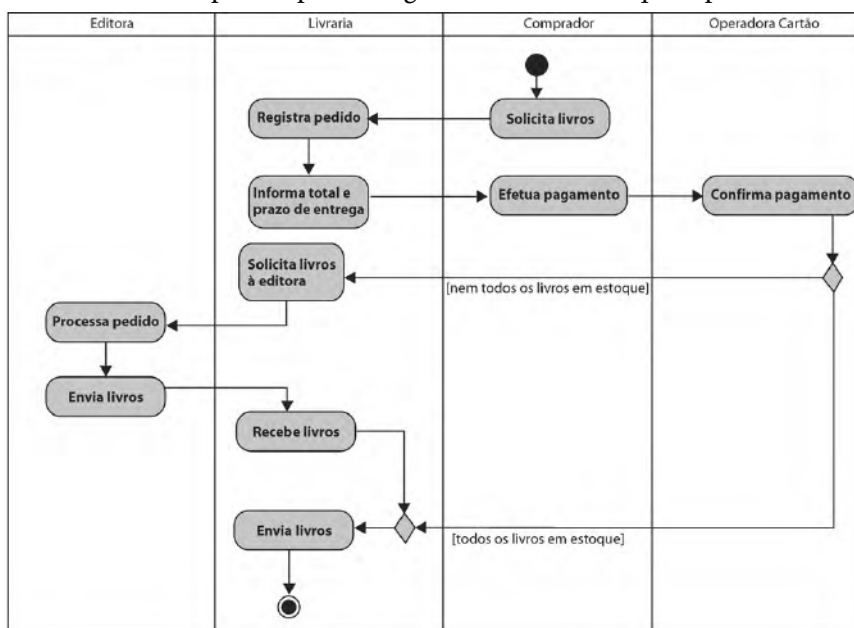 Editora
Livraria
Comprador
Operadora Cartão
Registra pedido
Solicita livros
Informa total e
prazo de entrega
Efetua pagamento
Confirma pagamento
Solicita livros
à editora
[nem todos os livros em estoque]
Processa pedido
Envia livros
Recebe livros
Envia livros
[todos os livros em estoque]